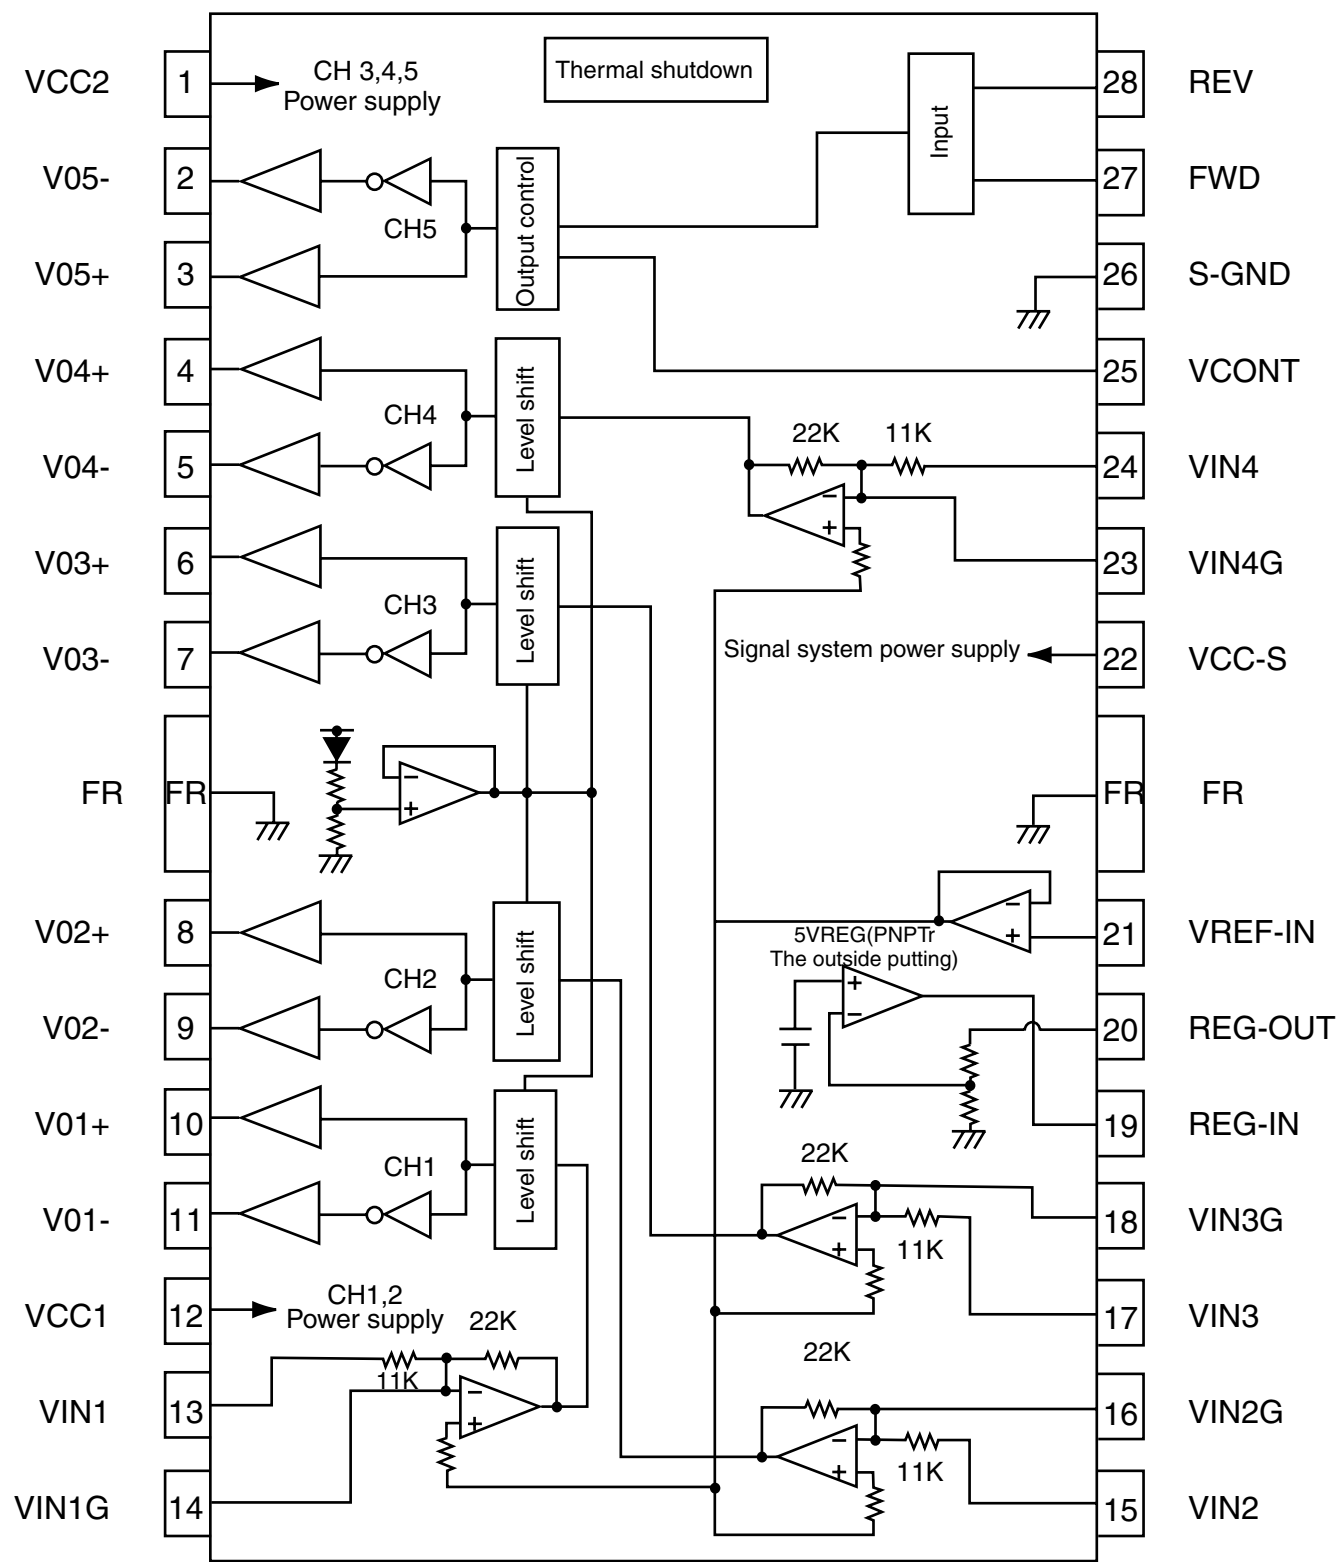 Thermal shutdown
VCC2
1
CH 3,4,5
Power supply
Input
28
REV
V05-
2
CH5
Output control
27
FWD
V05+
3
26
S-GND
V04+
4
CH4
Level shift
25
VCONT
22K
11K
V04-
5
24
VIN4
−
+
V03+
6
CH3
Level shift
23
VIN4G
V03-
7
Signal system power supply
22
VCC-S
FR
FR
−
+
FR
FR
V02+
8
CH2
Level shift
−
+
21
VREF-IN
5VREG(PNPTr
The outside putting)
+
−
V02-
9
20
REG-OUT
V01+
10
CH1
Level shift
19
REG-IN
22K
V01-
11
−
+
11K
18
VIN3G
VCC1
12
CH1,2
Power supply
22K
17
VIN3
22K
11K
VIN1
13
−
+
16
VIN2G
−
+
11K
VIN1G
14
15
VIN2